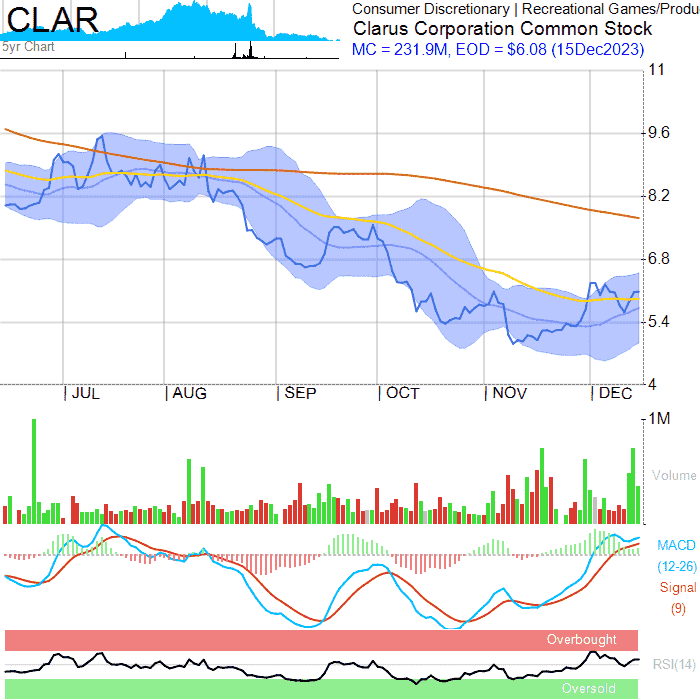 CLAR
5yr Chart
Consumer Discretionary | Recreational Games/Produ
Clarus Corporation Common Stock
MC = 231.9M, EOD = $6.08 (15Dec2023)
11
9.6
8.2
6.8
5.4
4
JUL AUG SEP OCT NOV DEC
1M
Volume
MACD
(12-26)
Signal
(9)
Overbought
RSI(14)
Oversold